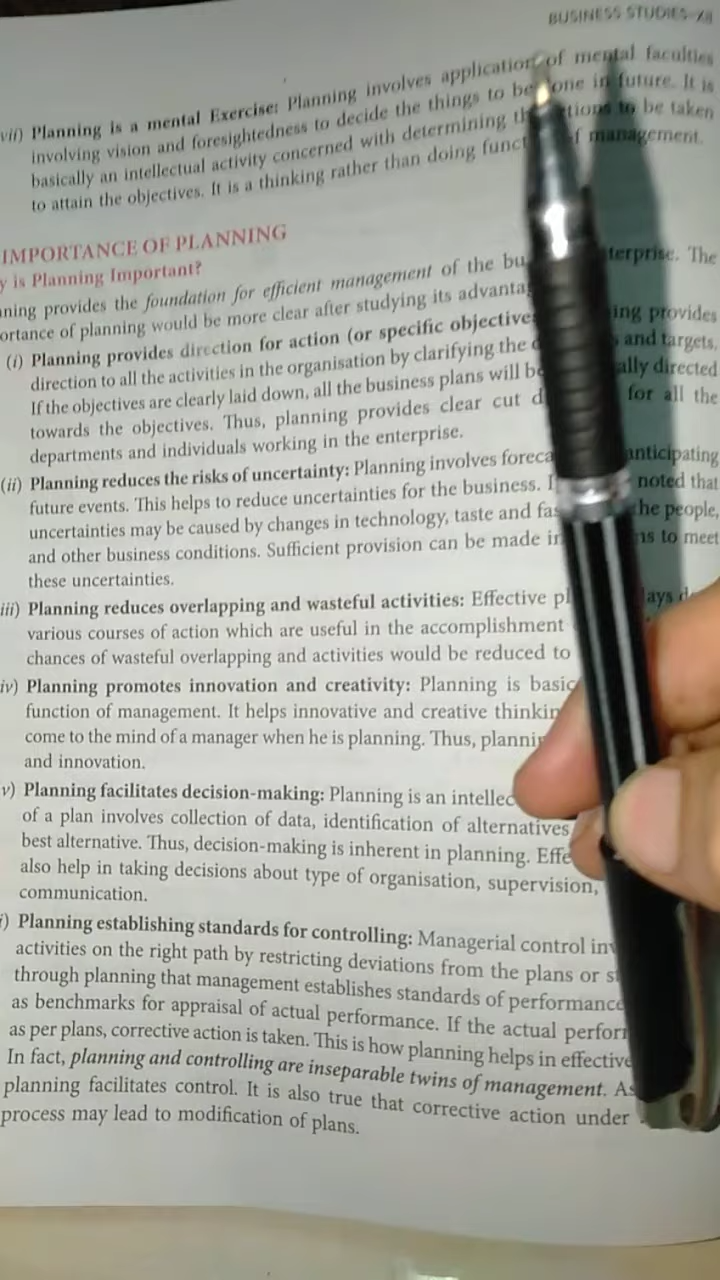 BUSINESS STUDIES–XII
vii) Planning is a mental Exercise: Planning involves application of mental faculties
involving vision and foresightedness to decide the things to be done in future. It is
basically an intellectual activity concerned with determining the actions to be taken
to attain the objectives. It is a thinking rather than doing function of management.
IMPORTANCE OF PLANNING
y is Planning Important?
nning provides the foundation for efficient management of the bu terprise. The
ortance of planning would be more clear after studying its advanta
(i) Planning provides direction for action (or specific objective ing provides
direction to all the activities in the organisation by clarifying the and targets.
If the objectives are clearly laid down, all the business plans will be ally directed
towards the objectives. Thus, planning provides clear cut d for all the
departments and individuals working in the enterprise.
(ii) Planning reduces the risks of uncertainty: Planning involves foreca anticipating
future events. This helps to reduce uncertainties for the business. I noted that
uncertainties may be caused by changes in technology, taste and fas the people,
and other business conditions. Sufficient provision can be made in ns to meet
these uncertainties.
iii) Planning reduces overlapping and wasteful activities: Effective pl lays d
various courses of action which are useful in the accomplishment
chances of wasteful overlapping and activities would be reduced to
iv) Planning promotes innovation and creativity: Planning is basic
function of management. It helps innovative and creative thinkin
come to the mind of a manager when he is planning. Thus, planni
and innovation.
v) Planning facilitates decision-making: Planning is an intellec
of a plan involves collection of data, identification of alternatives
best alternative. Thus, decision-making is inherent in planning. Effe
also help in taking decisions about type of organisation, supervision,
communication.
i) Planning establishing standards for controlling: Managerial control inv
activities on the right path by restricting deviations from the plans or st
through planning that management establishes standards of performance
as benchmarks for appraisal of actual performance. If the actual perform
as per plans, corrective action is taken. This is how planning helps in effective
In fact, planning and controlling are inseparable twins of management. As
planning facilitates control. It is also true that corrective action under
process may lead to modification of plans.